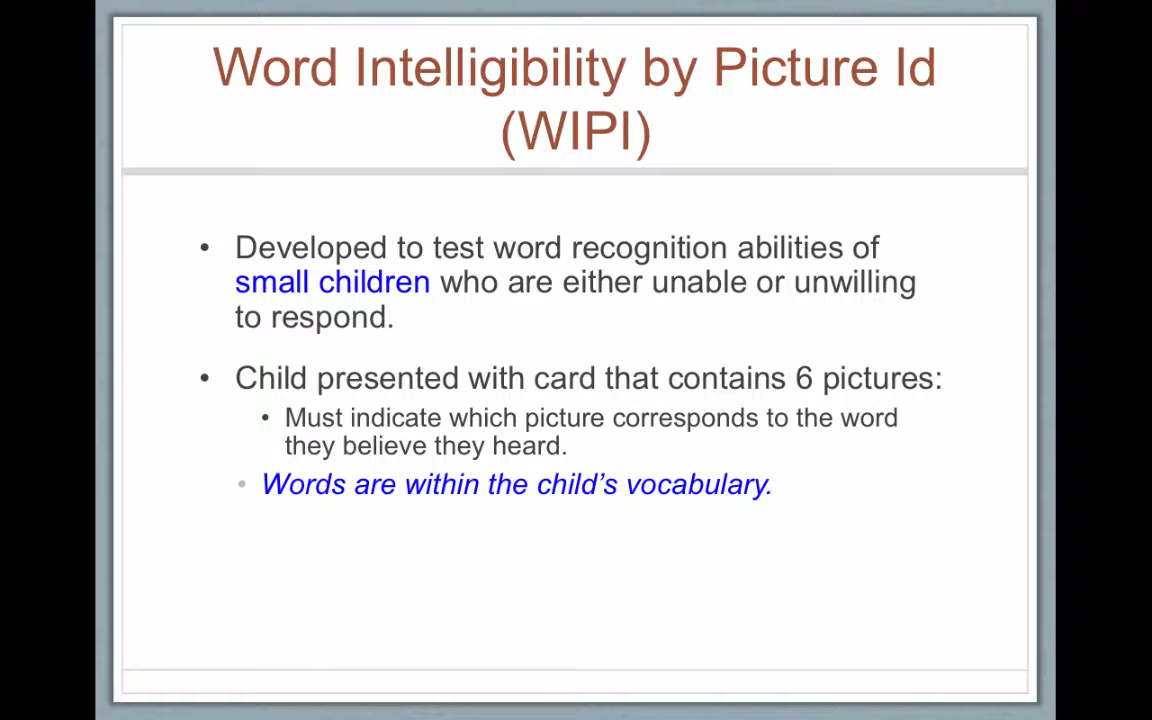 Word Intelligibility by Picture Id
(WIPI)
• Developed to test word recognition abilities of
small children who are either unable or unwilling
to respond.
• Child presented with card that contains 6 pictures:
• Must indicate which picture corresponds to the word
they believe they heard.
• Words are within the child’s vocabulary.